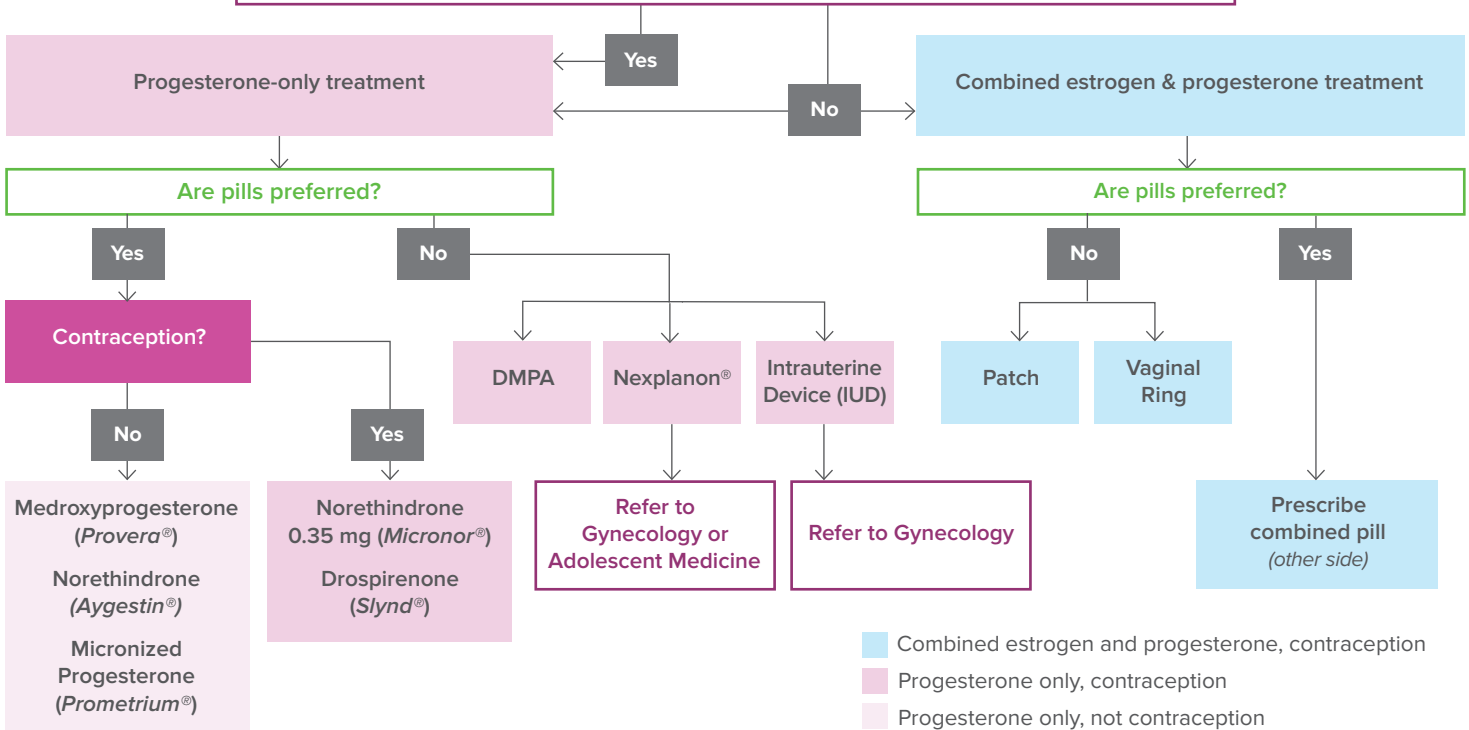 Yes
Progesterone-only treatment
No
Combined estrogen & progesterone treatment
Are pills preferred?
Are pills preferred?
Yes
No
No
Yes
Contraception?
DMPA
Nexplanon®
Intrauterine
Device (IUD)
Patch
Vaginal
Ring
No
Yes
Medroxyprogesterone
(Provera®)
Norethindrone
(Aygestin®)
Micronized
Progesterone
(Prometrium®)
Norethindrone
0.35 mg (Micronor®)
Drospirenone
(Slynd®)
Refer to
Gynecology or
Adolescent Medicine
Refer to Gynecology
Prescribe
combined pill
(other side)
Combined estrogen and progesterone, contraception
Progesterone only, contraception
Progesterone only, not contraception